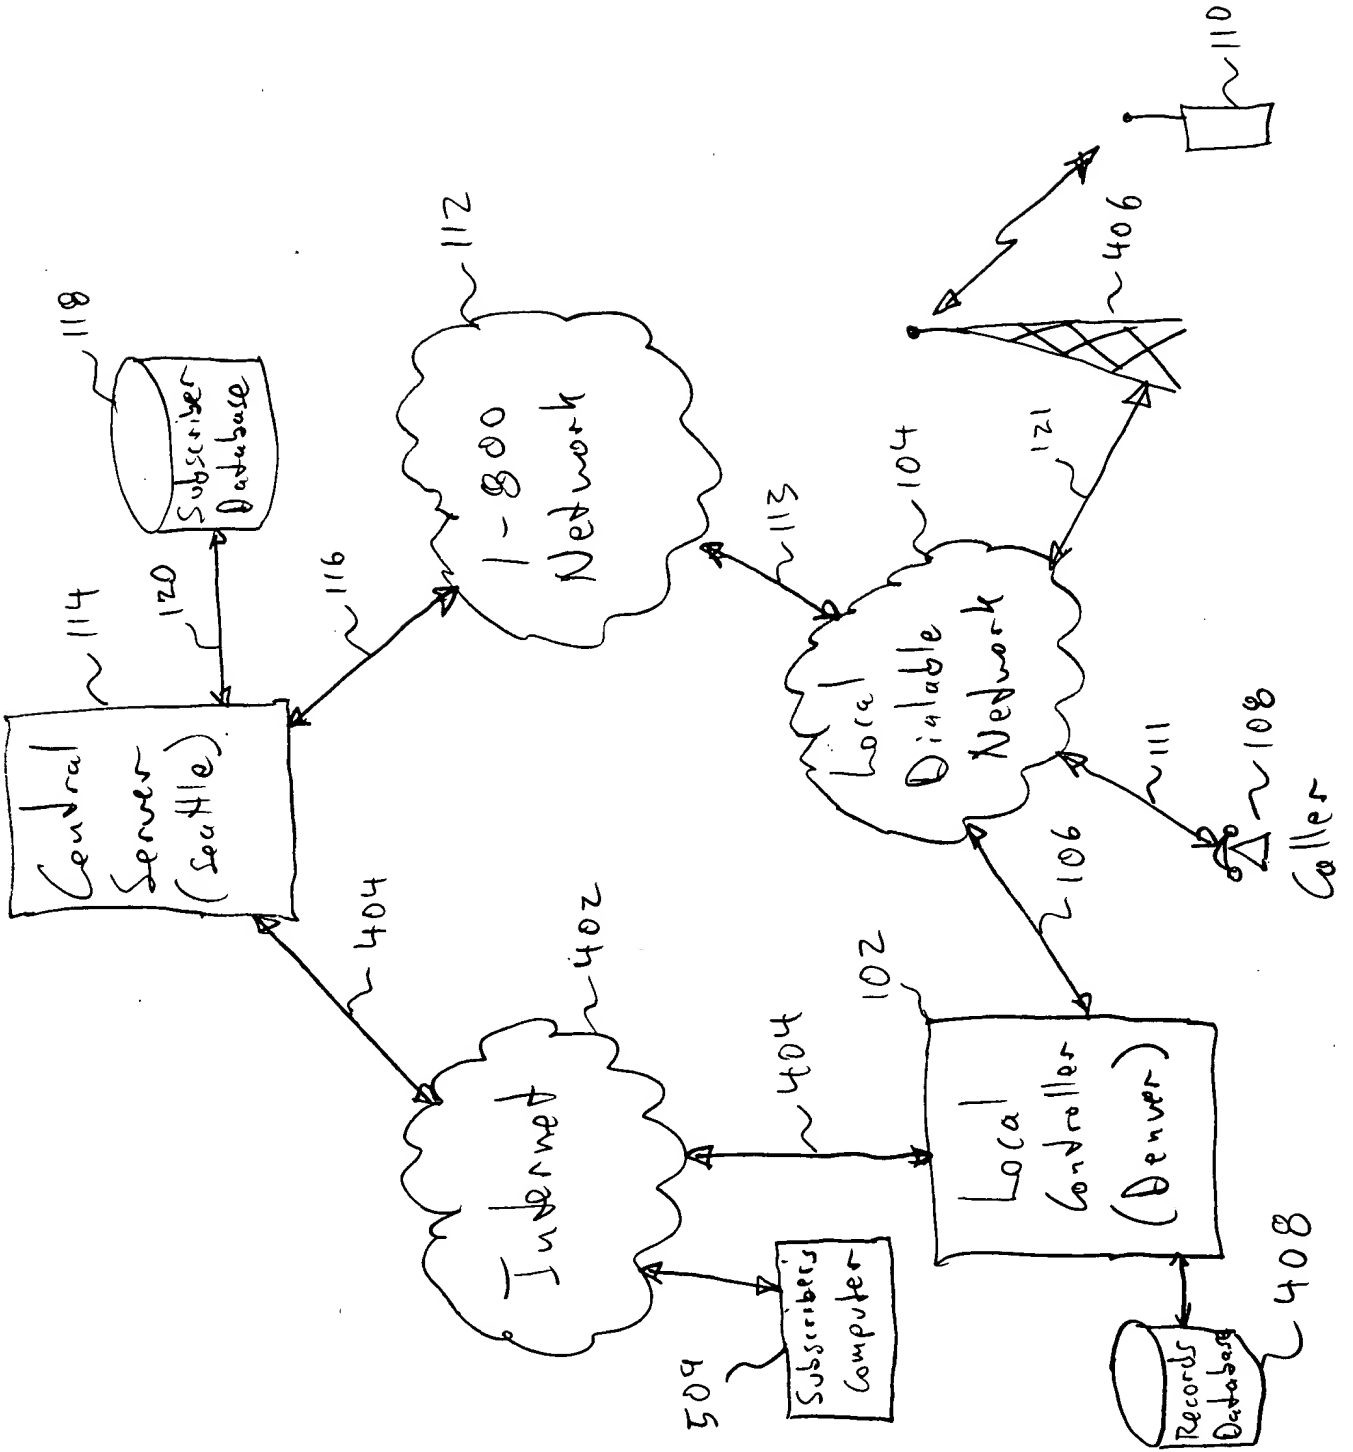 Central
Server
(Seattle)
114
118
120
Subscriber
Database
116
404
112
1-800
Network
Internet
402
504
Subscriber's
Computer
404
113
Local
Dialable
Network
104
102
Local
Controller
(Denver)
106
121
406
111
110
108
Caller
Records
Database
408